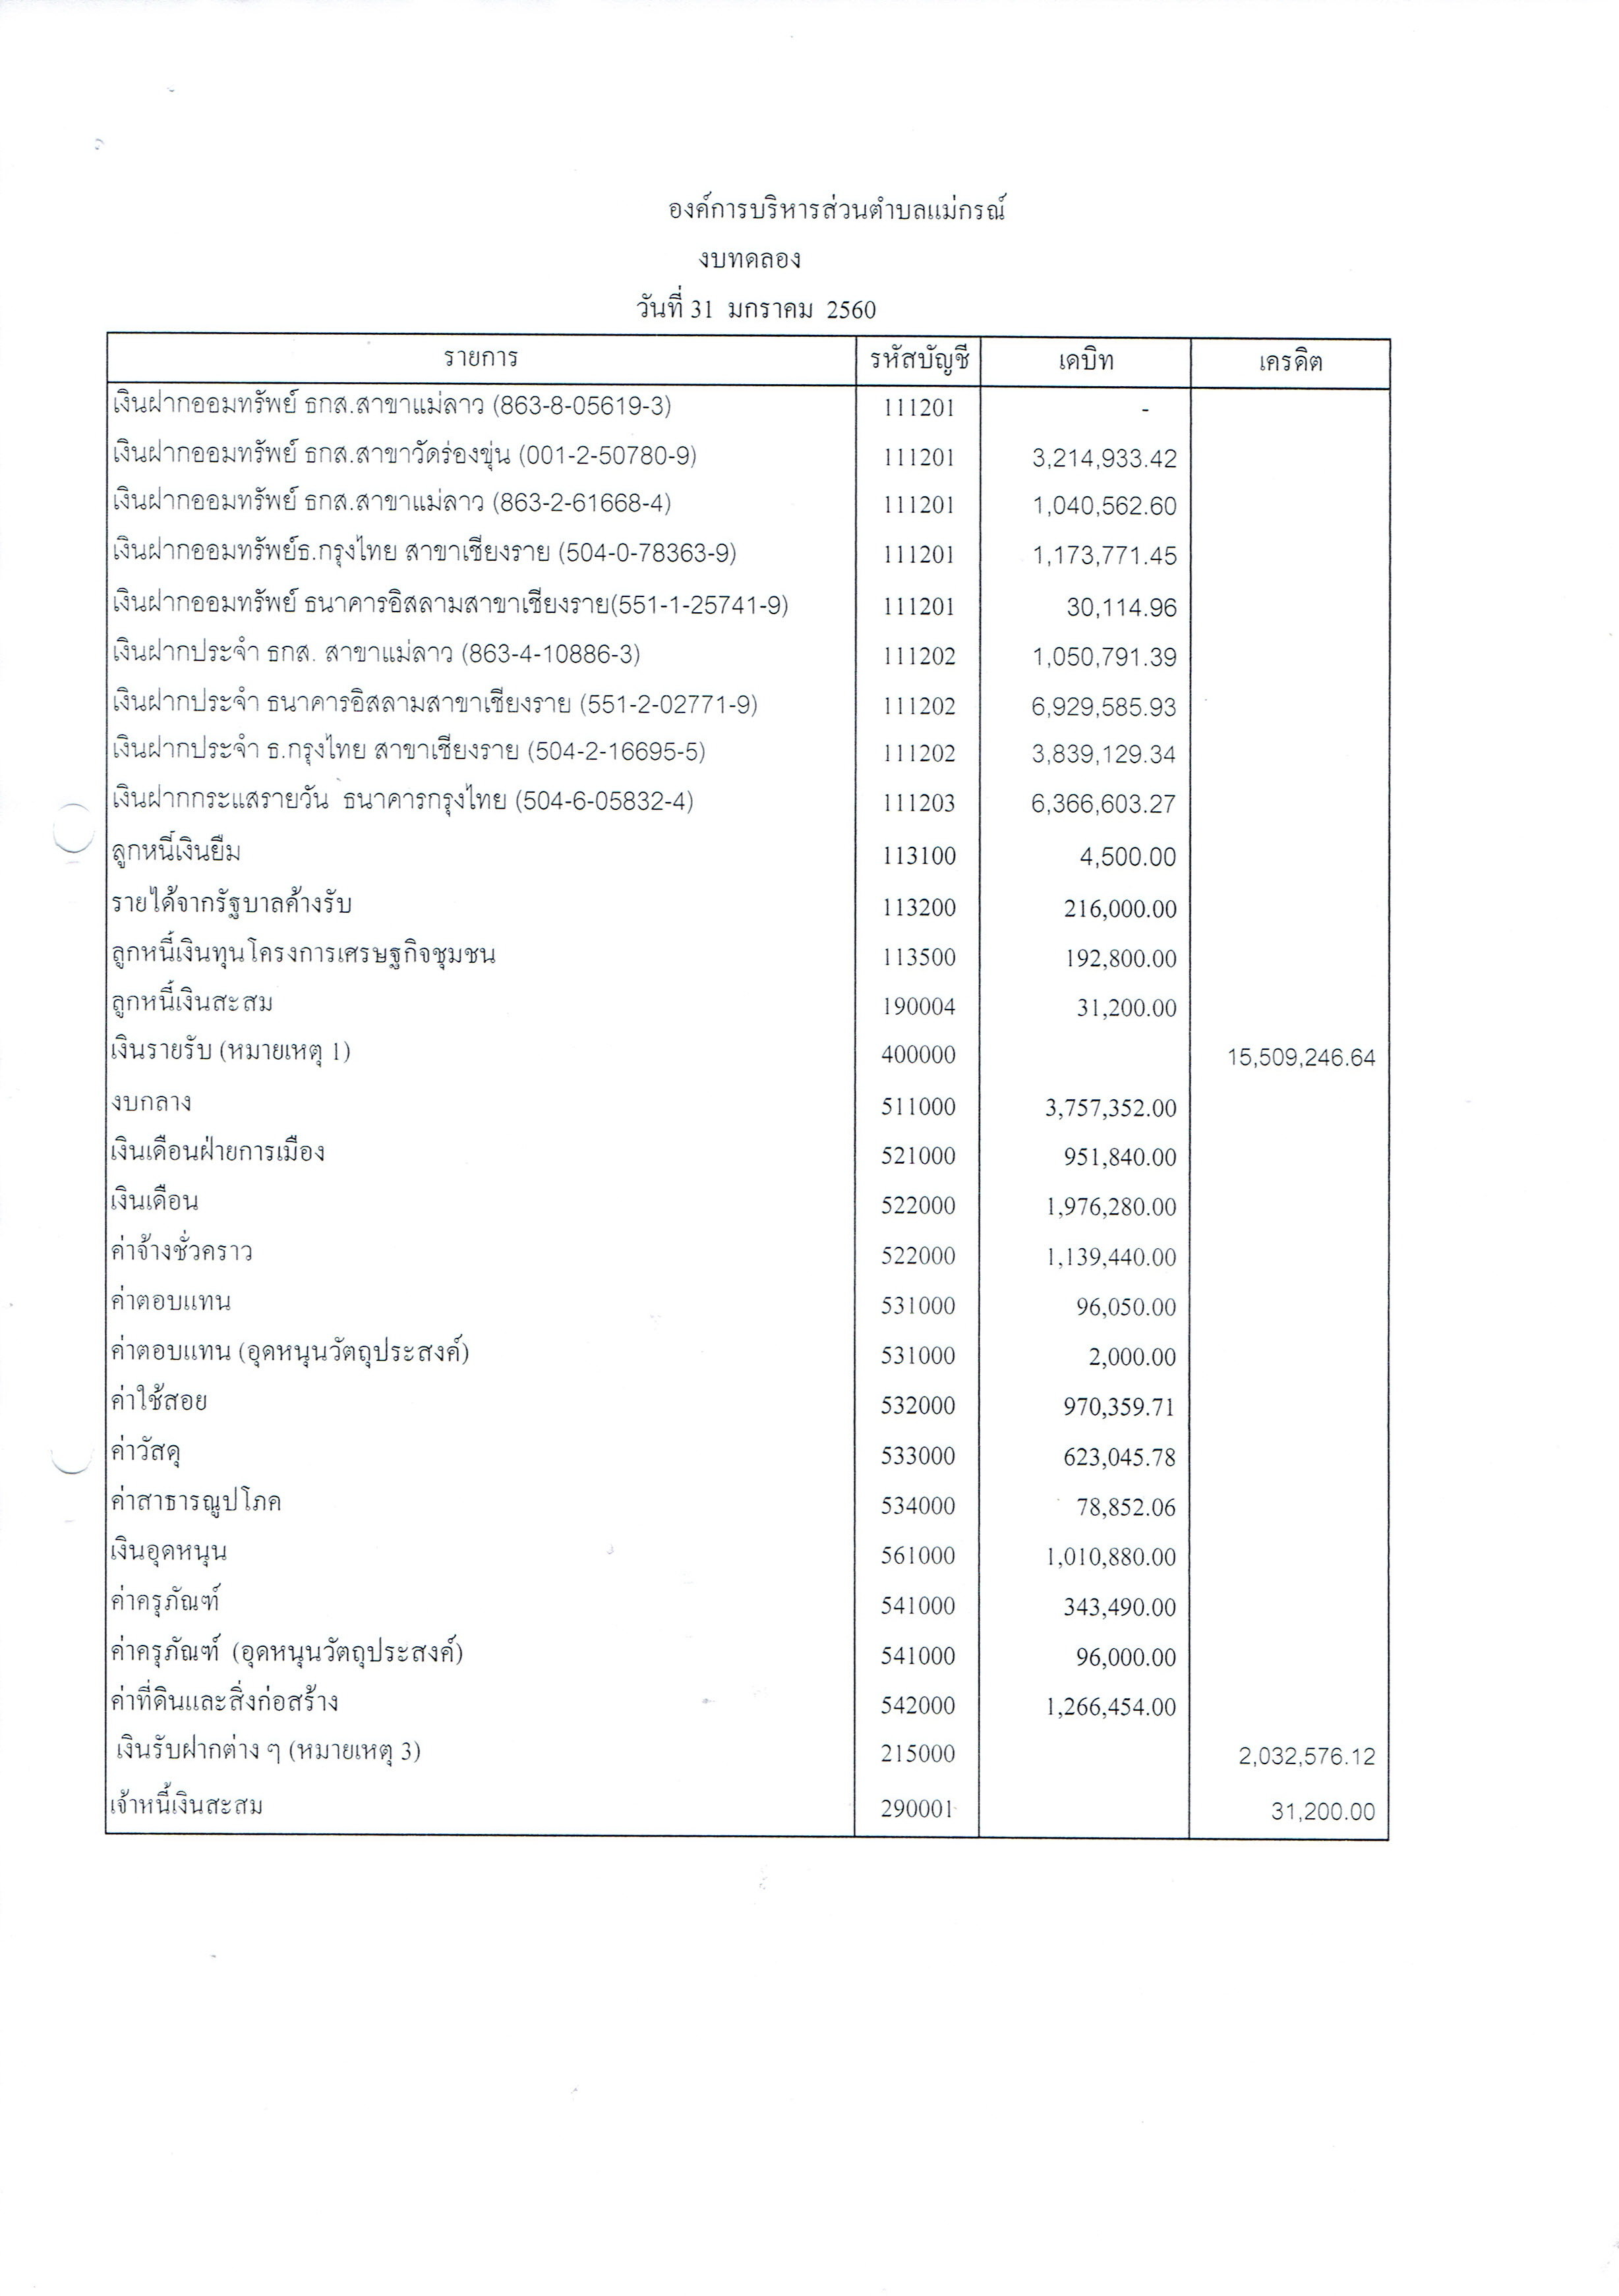 องค์การบริหารส่วนตำบลแม่กรณ์
งบทดลอง
วันที่ 31 มกราคม 2560
รายการ รหัสบัญชี เดบิท เครดิต
เงินฝากออมทรัพย์ ธกส.สาขาแม่ลาว (863-8-05619-3) 111201 -
เงินฝากออมทรัพย์ ธกส.สาขาวัดร่องขุ่น (001-2-50780-9) 111201 3,214,933.42
เงินฝากออมทรัพย์ ธกส.สาขาแม่ลาว (863-2-61668-4) 111201 1,040,562.60
เงินฝากออมทรัพย์ธ.กรุงไทย สาขาเชียงราย (504-0-78363-9) 111201 1,173,771.45
เงินฝากออมทรัพย์ ธนาคารอิสลามสาขาเชียงราย(551-1-25741-9) 111201 30,114.96
เงินฝากประจำ ธกส. สาขาแม่ลาว (863-4-10886-3) 111202 1,050,791.39
เงินฝากประจำ ธนาคารอิสลามสาขาเชียงราย (551-2-02771-9) 111202 6,929,585.93
เงินฝากประจำ ธ.กรุงไทย สาขาเชียงราย (504-2-16695-5) 111202 3,839,129.34
เงินฝากกระแสรายวัน ธนาคารกรุงไทย (504-6-05832-4) 111203 6,366,603.27
ลูกหนี้เงินยืม 113100 4,500.00
รายได้จากรัฐบาลค้างรับ 113200 216,000.00
ลูกหนี้เงินทุนโครงการเศรษฐกิจชุมชน 113500 192,800.00
ลูกหนี้เงินสะสม 190004 31,200.00
เงินรายรับ (หมายเหตุ 1) 400000 15,509,246.64
งบกลาง 511000 3,757,352.00
เงินเดือนฝ่ายการเมือง 521000 951,840.00
เงินเดือน 522000 1,976,280.00
ค่าจ้างชั่วคราว 522000 1,139,440.00
ค่าตอบแทน 531000 96,050.00
ค่าตอบแทน (อุดหนุนวัตถุประสงค์) 531000 2,000.00
ค่าใช้สอย 532000 970,359.71
ค่าวัสดุ 533000 623,045.78
ค่าสาธารณูปโภค 534000 78,852.06
เงินอุดหนุน 561000 1,010,880.00
ค่าครุภัณฑ์ 541000 343,490.00
ค่าครุภัณฑ์ (อุดหนุนวัตถุประสงค์) 541000 96,000.00
ค่าที่ดินและสิ่งก่อสร้าง 542000 1,266,454.00
เงินรับฝากต่าง ๆ (หมายเหตุ 3) 215000 2,032,576.12
เจ้าหนี้เงินสะสม 290001 31,200.00